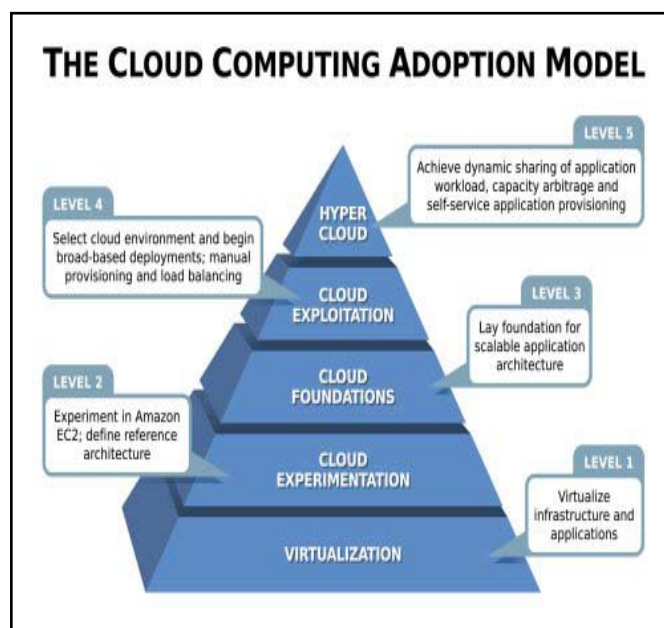 THE CLOUD COMPUTING ADOPTION MODEL
LEVEL 5
Achieve dynamic sharing of application
workload, capacity arbitrage and
self-service application provisioning
HYPER
CLOUD
LEVEL 4
Select cloud environment and begin
broad-based deployments; manual
provisioning and load balancing
CLOUD
EXPLOITATION
LEVEL 3
Lay foundation for
scalable application
architecture
CLOUD
FOUNDATIONS
LEVEL 2
Experiment in Amazon
EC2; define reference
architecture
CLOUD
EXPERIMENTATION
LEVEL 1
Virtualize
infrastructure and
applications
VIRTUALIZATION